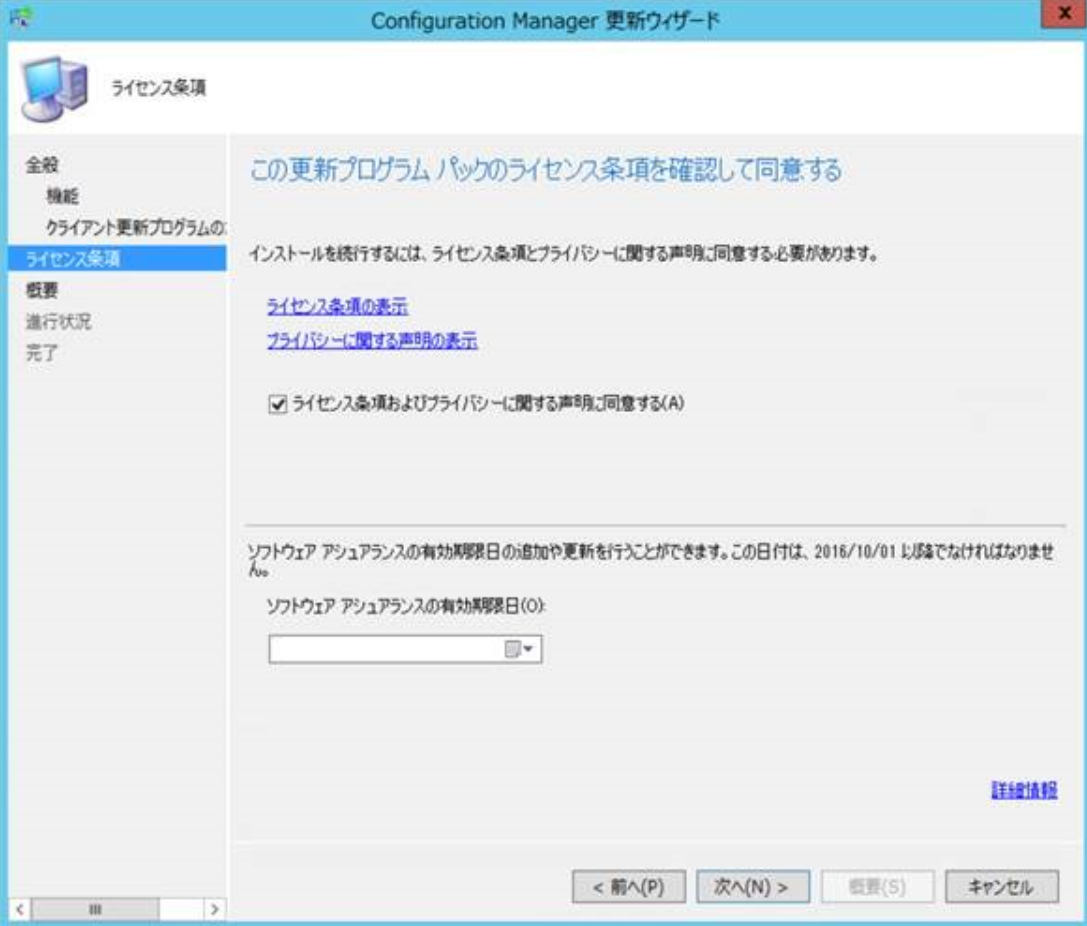 Configuration Manager 更新ウィザード
ライセンス条項
全般
機能
クライアント更新プログラムの
ライセンス条項
概要
進行状況
完了
この更新プログラム パックのライセンス条項を確認して同意する
インストールを続行するには、ライセンス条項とプライバシーに関する声明に同意する必要があります。
ライセンス条項の表示
プライバシーに関する声明の表示
ライセンス条項およびプライバシーに関する声明に同意する(A)
ソフトウェア アシュアランスの有効期限日の追加や更新を行うことができます。この日付は、2016/10/01 以降でなければなりませ
ん。
ソフトウェア アシュアランスの有効期限日(O):
詳細情報
< 前へ(P)
次へ(N) >
概要(S)
キャンセル